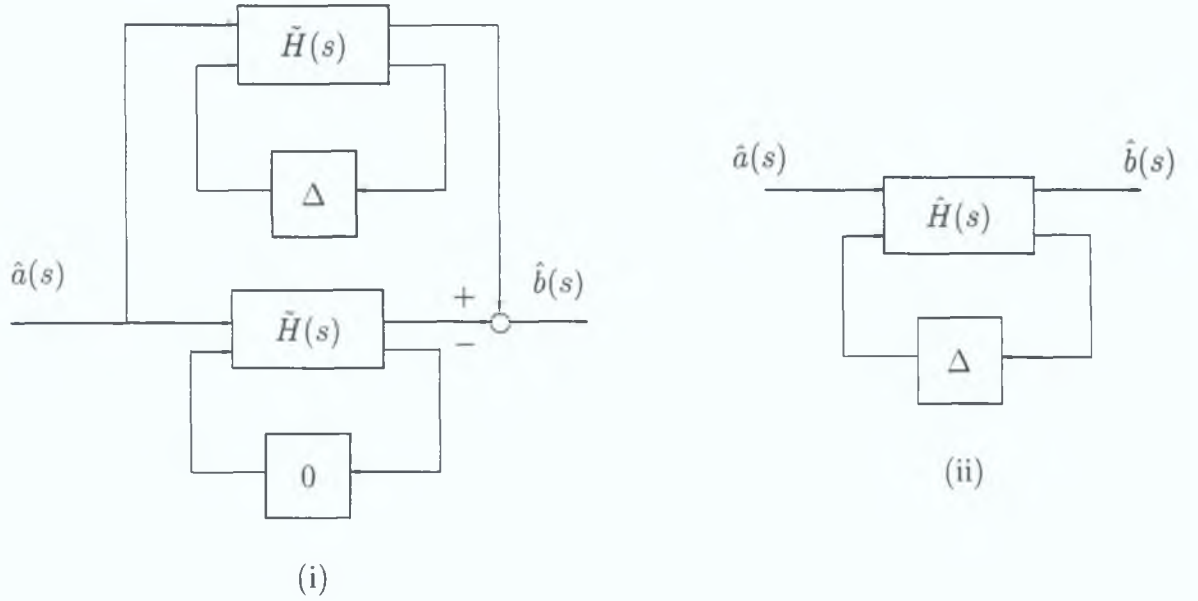 H̃(s)
Δ
â(s)
H̃(s)
+
−
b̂(s)
0
(i)
â(s)
Ĥ(s)
b̂(s)
Δ
(ii)